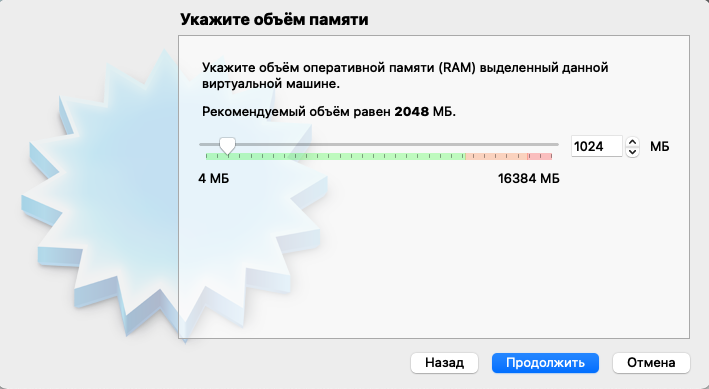 Укажите объём памяти
Укажите объём оперативной памяти (RAM) выделенный данной
виртуальной машине.
Рекомендуемый объём равен 2048 МБ.
1024 МБ
4 МБ 16384 МБ
Назад Продолжить Отмена